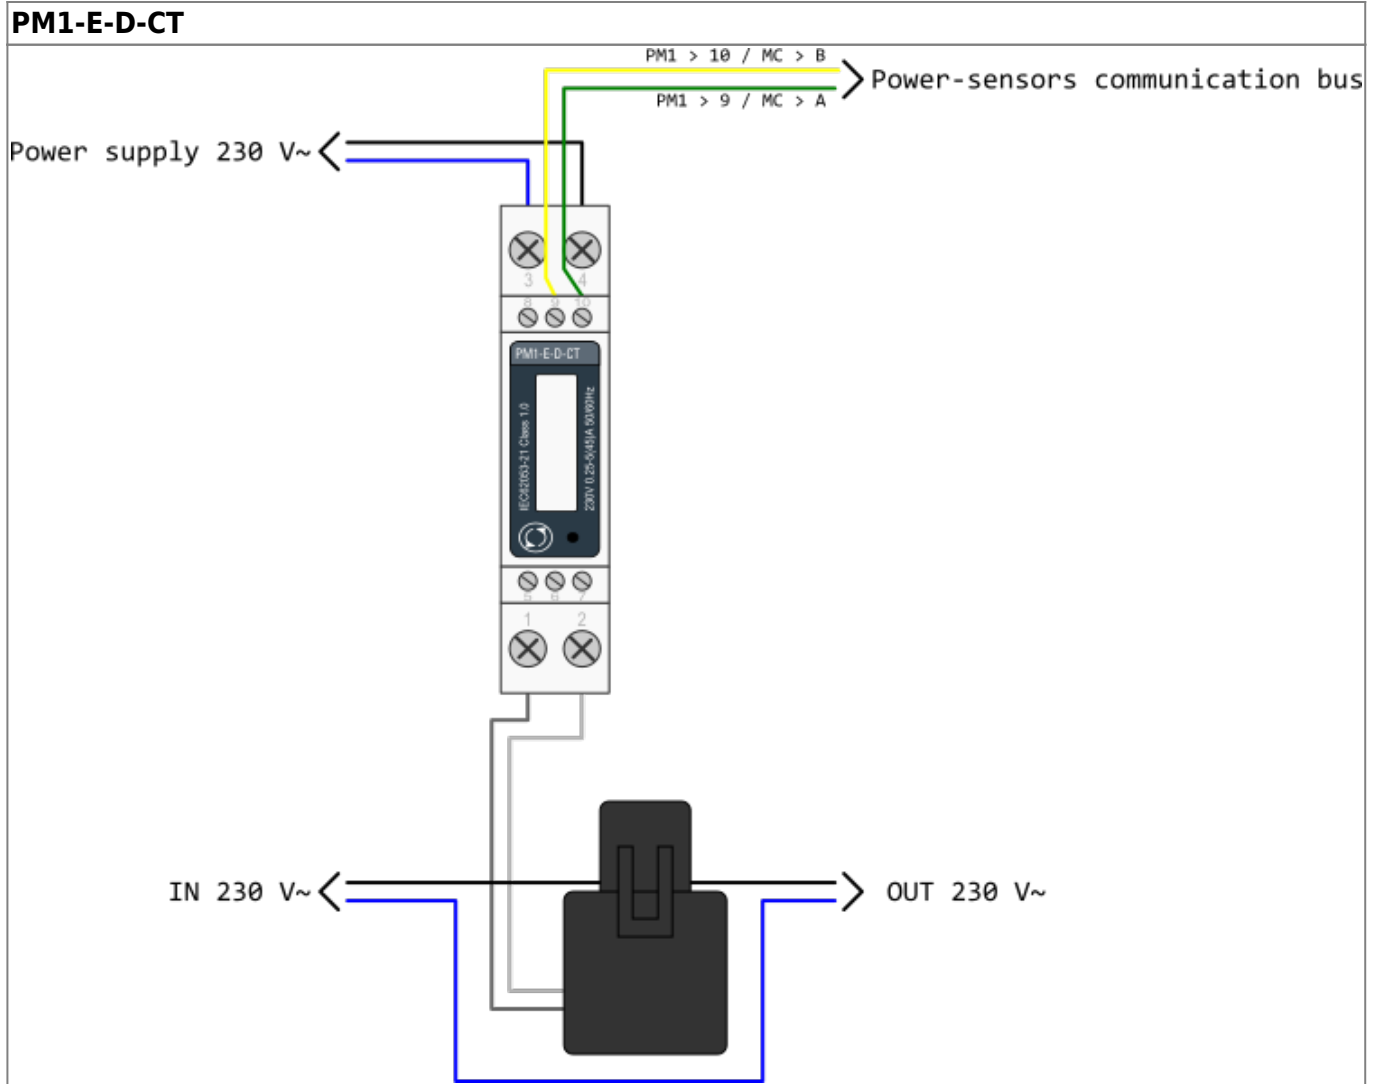 PM1-E-D-CT
PM1 > 10 / MC > B
Power-sensors communication bus
PM1 > 9 / MC > A
Power supply 230 V~
3 4
8 9 10
PM1-E-D-CT
IEC62053-21 Class 1.0
230V 0.25-5(45)A 50/60Hz
5 6 7
1 2
IN 230 V~
OUT 230 V~